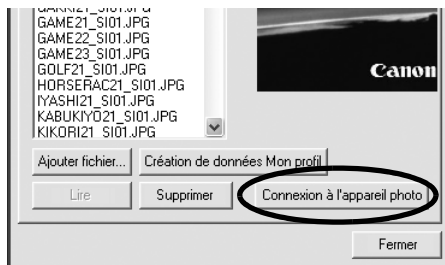 GAME21_SI01.JPG
GAME22_SI01.JPG
GAME23_SI01.JPG
GOLF21_SI01.JPG
HORSERAC21_SI01.JPG
IYASHI21_SI01.JPG
KABUKIYO21_SI01.JPG
KIKORI21_SI01.JPG
Canon
Ajouter fichier... Création de données Mon profil
Lire Supprimer Connexion à l'appareil photo
Fermer